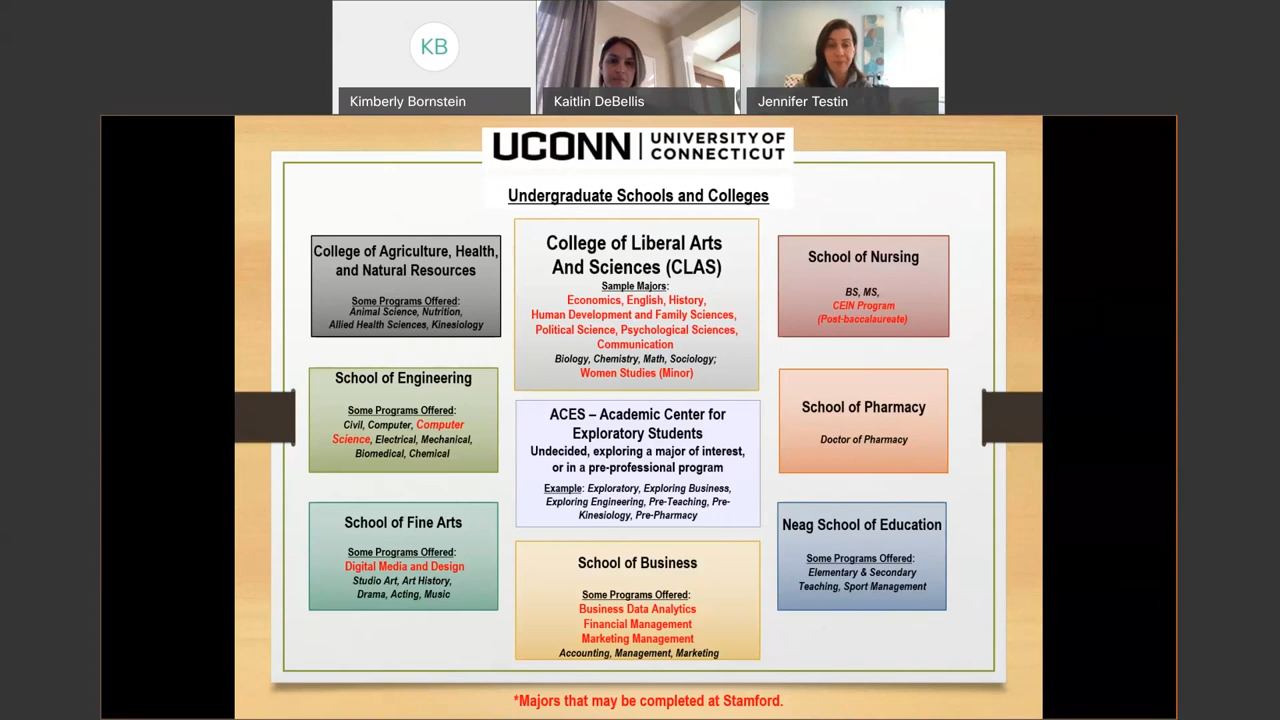 KB
Kimberly Bornstein
Kaitlin DeBellis
Jennifer Testin
UCONN
UNIVERSITY OF
CONNECTICUT
Undergraduate Schools and Colleges
College of Agriculture, Health,
and Natural Resources
Some Programs Offered:
Animal Science, Nutrition,
Allied Health Sciences, Kinesiology
College of Liberal Arts
And Sciences (CLAS)
Sample Majors:
Economics, English, History,
Human Development and Family Sciences,
Political Science, Psychological Sciences,
Communication
Biology, Chemistry, Math, Sociology;
Women Studies (Minor)
School of Nursing
BS, MS,
CEIN Program
(Post-baccalaureate)
School of Engineering
Some Programs Offered:
Civil, Computer, Computer
Science, Electrical, Mechanical,
Biomedical, Chemical
ACES – Academic Center for
Exploratory Students
Undecided, exploring a major of interest,
or in a pre-professional program
Example: Exploratory, Exploring Business,
Exploring Engineering, Pre-Teaching, Pre-
Kinesiology, Pre-Pharmacy
School of Pharmacy
Doctor of Pharmacy
School of Fine Arts
Some Programs Offered:
Digital Media and Design
Studio Art, Art History,
Drama, Acting, Music
School of Business
Some Programs Offered:
Business Data Analytics
Financial Management
Marketing Management
Accounting, Management, Marketing
Neag School of Education
Some Programs Offered:
Elementary & Secondary
Teaching, Sport Management
*Majors that may be completed at Stamford.